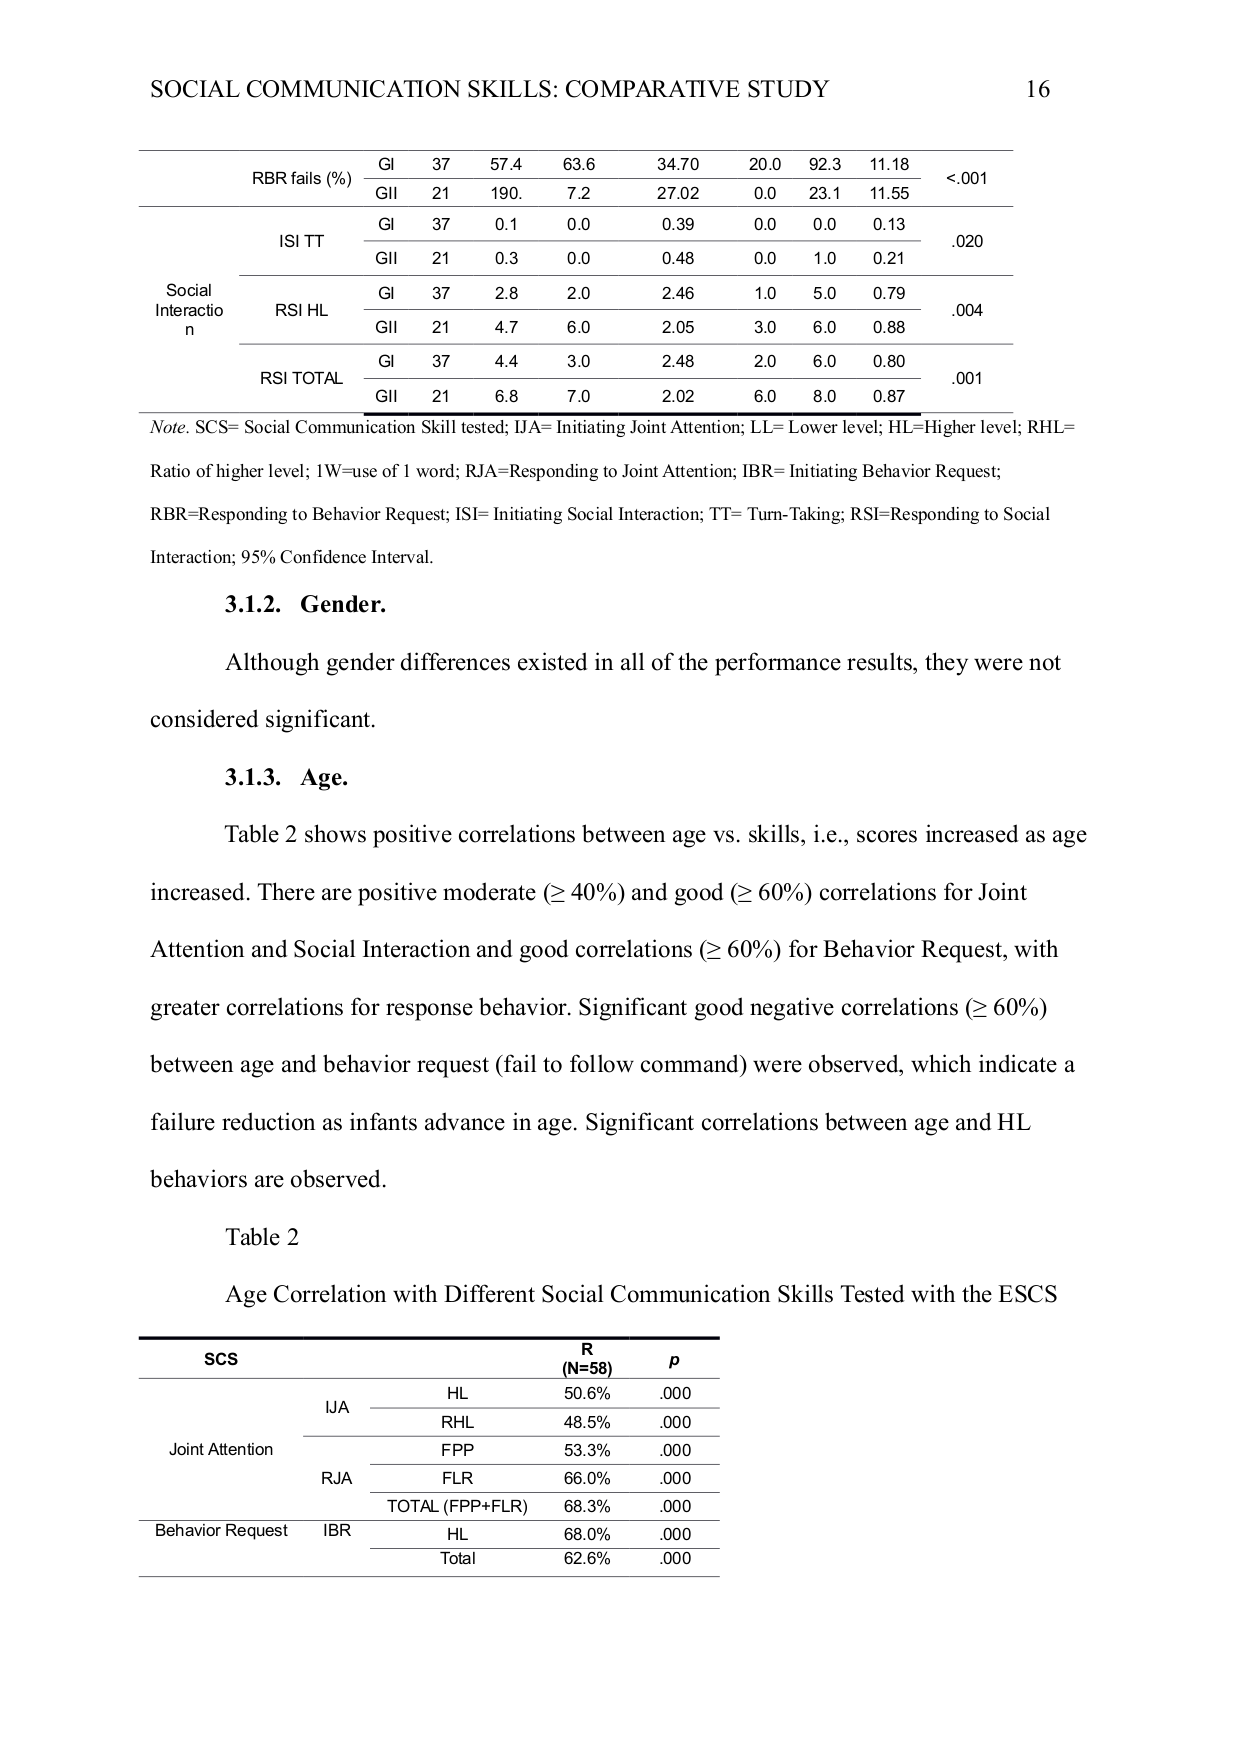 SOCIAL COMMUNICATION SKILLS: COMPARATIVE STUDY 16
RBR fails (%) GI 37 57.4 63.6 34.70 20.0 92.3 11.18 <.001
GII 21 190. 7.2 27.02 0.0 23.1 11.55
Social Interactio n ISI TT GI 37 0.1 0.0 0.39 0.0 0.0 0.13 .020
GII 21 0.3 0.0 0.48 0.0 1.0 0.21
RSI HL GI 37 2.8 2.0 2.46 1.0 5.0 0.79 .004
GII 21 4.7 6.0 2.05 3.0 6.0 0.88
RSI TOTAL GI 37 4.4 3.0 2.48 2.0 6.0 0.80 .001
GII 21 6.8 7.0 2.02 6.0 8.0 0.87
Note. SCS= Social Communication Skill tested; IJA= Initiating Joint Attention; LL= Lower level; HL=Higher level; RHL=
Ratio of higher level; 1W=use of 1 word; RJA=Responding to Joint Attention; IBR= Initiating Behavior Request;
RBR=Responding to Behavior Request; ISI= Initiating Social Interaction; TT= Turn-Taking; RSI=Responding to Social
Interaction; 95% Confidence Interval.
3.1.2. Gender.
Although gender differences existed in all of the performance results, they were not
considered significant.
3.1.3. Age.
Table 2 shows positive correlations between age vs. skills, i.e., scores increased as age
increased. There are positive moderate (≥ 40%) and good (≥ 60%) correlations for Joint
Attention and Social Interaction and good correlations (≥ 60%) for Behavior Request, with
greater correlations for response behavior. Significant good negative correlations (≥ 60%)
between age and behavior request (fail to follow command) were observed, which indicate a
failure reduction as infants advance in age. Significant correlations between age and HL
behaviors are observed.
Table 2
Age Correlation with Different Social Communication Skills Tested with the ESCS
SCS R (N=58) p
Joint Attention IJA HL 50.6% .000
RHL 48.5% .000
RJA FPP 53.3% .000
FLR 66.0% .000
TOTAL (FPP+FLR) 68.3% .000
Behavior Request IBR HL 68.0% .000
Total 62.6% .000